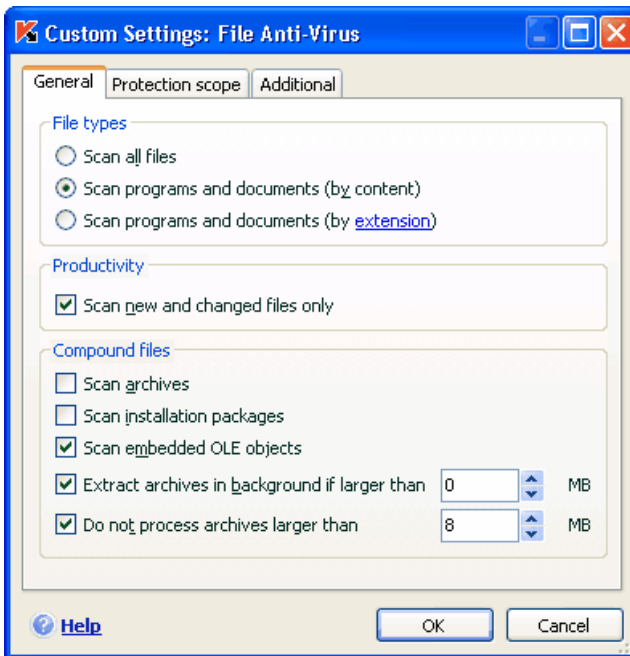 Custom Settings: File Anti-Virus
General Protection scope Additional
File types
Scan all files
Scan programs and documents (by content)
Scan programs and documents (by extension)
Productivity
Scan new and changed files only
Compound files
Scan archives
Scan installation packages
Scan embedded OLE objects
Extract archives in background if larger than 0 MB
Do not process archives larger than 8 MB
Help OK Cancel